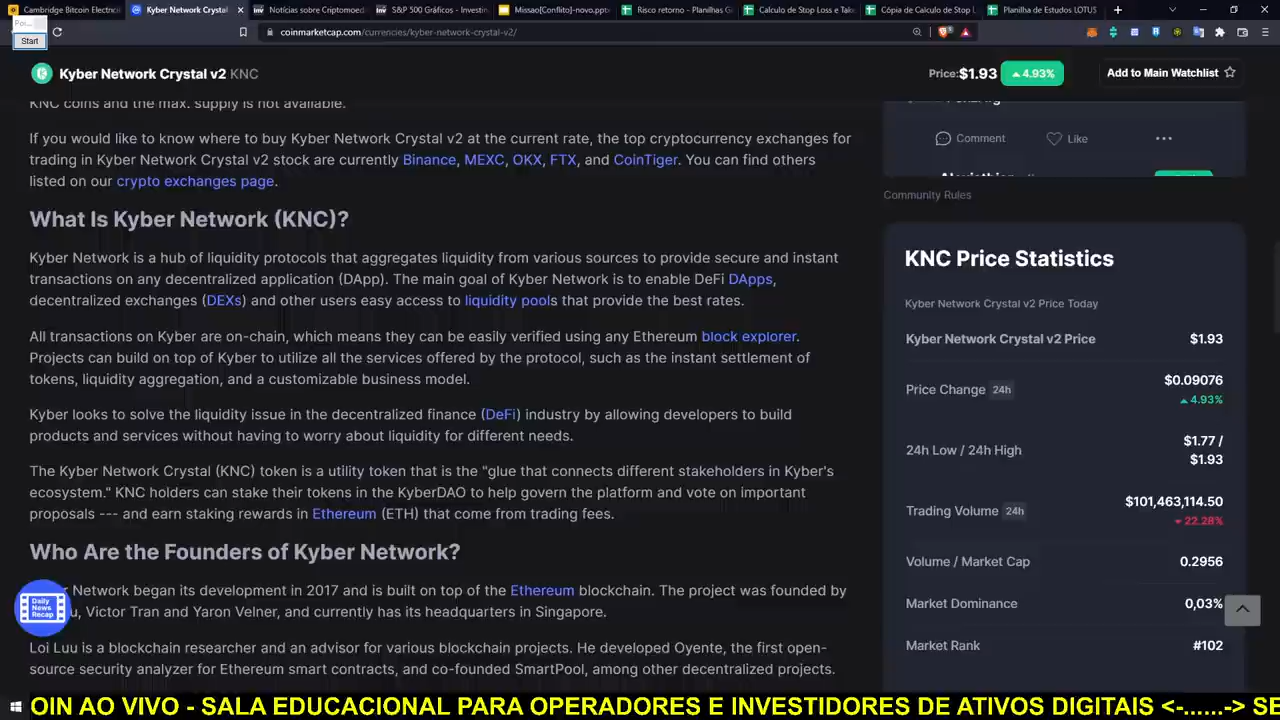 Cambridge Bitcoin Electrici
Kyber Network Crystal
Notícias sobre Criptomoed
S&P 500 Gráficos – Investin
Missao[Conflito]-novo.pptx
Risco retorno - Planilhas G
Calculo de Stop Loss e Take
Cópia de Calculo de Stop L
Planilha de Estudos LOTUS
Start
coinmarketcap.com/currencies/kyber-network-crystal-v2/
Kyber Network Crystal v2 KNC
Price: $1.93
4.93%
Add to Main Watchlist
KNC coins and the max. supply is not available.
If you would like to know where to buy Kyber Network Crystal v2 at the current rate, the top cryptocurrency exchanges for
trading in Kyber Network Crystal v2 stock are currently Binance, MEXC, OKX, FTX, and CoinTiger. You can find others
listed on our crypto exchanges page.
What Is Kyber Network (KNC)?
Kyber Network is a hub of liquidity protocols that aggregates liquidity from various sources to provide secure and instant
transactions on any decentralized application (DApp). The main goal of Kyber Network is to enable DeFi DApps,
decentralized exchanges (DEXs) and other users easy access to liquidity pools that provide the best rates.
All transactions on Kyber are on-chain, which means they can be easily verified using any Ethereum block explorer.
Projects can build on top of Kyber to utilize all the services offered by the protocol, such as the instant settlement of
tokens, liquidity aggregation, and a customizable business model.
Kyber looks to solve the liquidity issue in the decentralized finance (DeFi) industry by allowing developers to build
products and services without having to worry about liquidity for different needs.
The Kyber Network Crystal (KNC) token is a utility token that is the "glue that connects different stakeholders in Kyber's
ecosystem." KNC holders can stake their tokens in the KyberDAO to help govern the platform and vote on important
proposals --- and earn staking rewards in Ethereum (ETH) that come from trading fees.
Who Are the Founders of Kyber Network?
Network began its development in 2017 and is built on top of the Ethereum blockchain. The project was founded by
u, Victor Tran and Yaron Velner, and currently has its headquarters in Singapore.
Loi Luu is a blockchain researcher and an advisor for various blockchain projects. He developed Oyente, the first open-
source security analyzer for Ethereum smart contracts, and co-founded SmartPool, among other decentralized projects.
Daily
News
Recap
Comment
Like
Community Rules
KNC Price Statistics
Kyber Network Crystal v2 Price Today
Kyber Network Crystal v2 Price $1.93
Price Change 24h $0.09076
4.93%
24h Low / 24h High $1.77 /
$1.93
Trading Volume 24h $101,463,114.50
22.28%
Volume / Market Cap 0.2956
Market Dominance 0,03%
Market Rank #102
OIN AO VIVO - SALA EDUCACIONAL PARA OPERADORES E INVESTIDORES DE ATIVOS DIGITAIS <-......-> SE